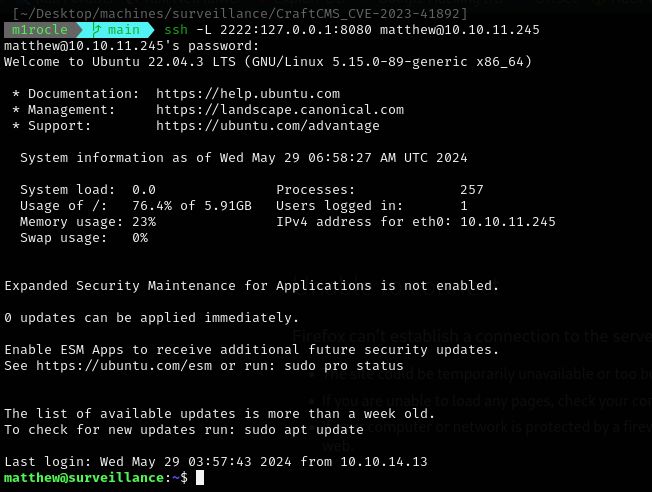 [~/Desktop/machines/surveillance/CraftCMS_CVE-2023-41892]
m1rocle main ssh -L 2222:127.0.0.1:8080 matthew@10.10.11.245
matthew@10.10.11.245's password:
Welcome to Ubuntu 22.04.3 LTS (GNU/Linux 5.15.0-89-generic x86_64)
* Documentation:  https://help.ubuntu.com
* Management:     https://landscape.canonical.com
* Support:        https://ubuntu.com/advantage
System information as of Wed May 29 06:58:27 AM UTC 2024
System load:  0.0               Processes:             257
Usage of /:   76.4% of 5.91GB   Users logged in:       1
Memory usage: 23%               IPv4 address for eth0: 10.10.11.245
Swap usage:   0%
Expanded Security Maintenance for Applications is not enabled.
0 updates can be applied immediately.
Firefox can't establish a connection to the serve
Enable ESM Apps to receive additional future security updates.
See https://ubuntu.com/esm or run: sudo pro status
The site could be temporarily unavailable or too bu
If you are unable to load any pages, check your co
The list of available updates is more than a week old.
computer or network is protected by a firew
To check for new updates run: sudo apt update
web
Last login: Wed May 29 03:57:43 2024 from 10.10.14.13
matthew@surveillance:~$